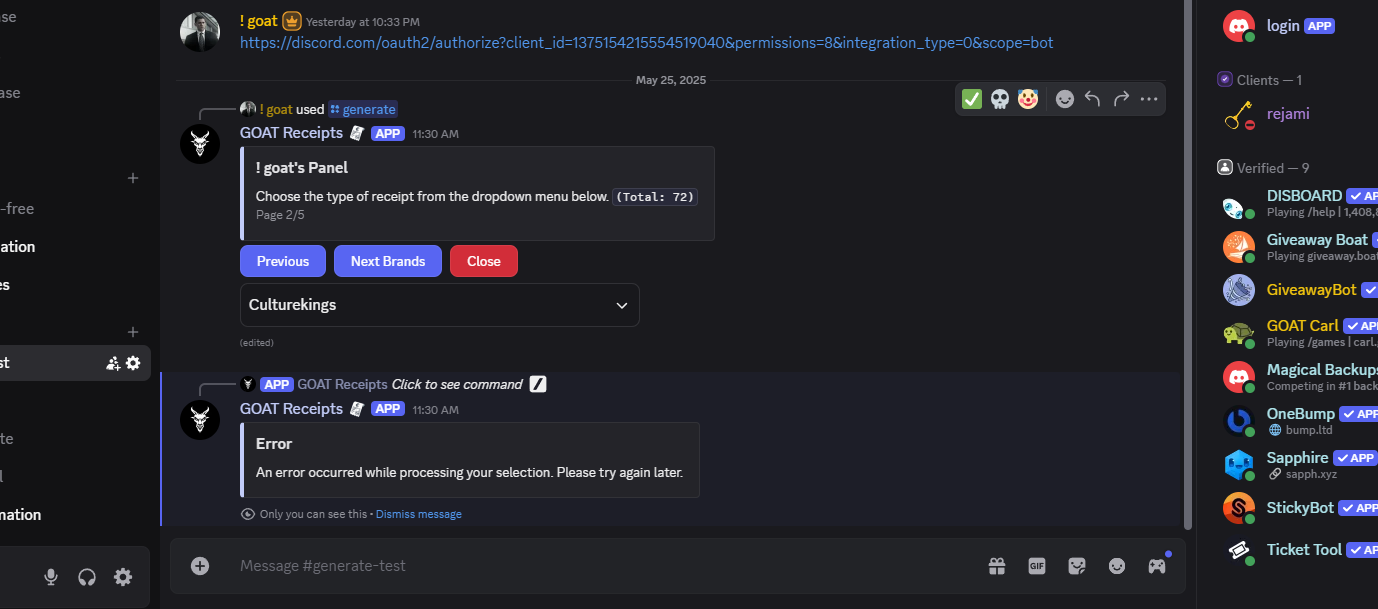 ase
ase
-free
ation
es
st
te
l
mation
! goat Yesterday at 10:33 PM
https://discord.com/oauth2/authorize?client_id=1375154215554519040&permissions=8&integration_type=0&scope=bot
May 25, 2025
! goat used generate
GOAT Receipts APP 11:30 AM
! goat's Panel
Choose the type of receipt from the dropdown menu below. (Total: 72)
Page 2/5
Previous Next Brands Close
Culturekings
(edited)
APP GOAT Receipts Click to see command
GOAT Receipts APP 11:30 AM
Error
An error occurred while processing your selection. Please try again later.
Only you can see this • Dismiss message
Message #generate-test
GIF
login APP
Clients — 1
rejami
Verified — 9
DISBOARD AP
Playing /help | 1,408,8
Giveaway Boat
Playing giveaway.boat
GiveawayBot
GOAT Carl AP
Playing /games | carl.
Magical Backups
Competing in #1 back
OneBump APP
bump.ltd
Sapphire APP
sapph.xyz
StickyBot APP
Ticket Tool AP